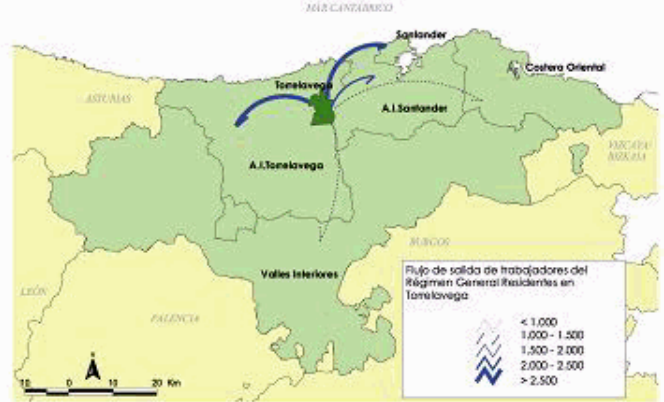 MAR CANTÁBRICO
Santander
Costera Oriental
Torrelavega
ASTURIAS
A.I.Santander
VIZCAYA/
BIZKAIA
A.I.Torrelavega
BURGOS
Valles Interiores
LEÓN
PALENCIA
Flujo de salida de trabajadores del
Régimen General Residentes en
Torrelavega
< 1.000
1.000 - 1.500
1.500 - 2.000
2.000 - 2.500
> 2.500
10 0 10 20 Km